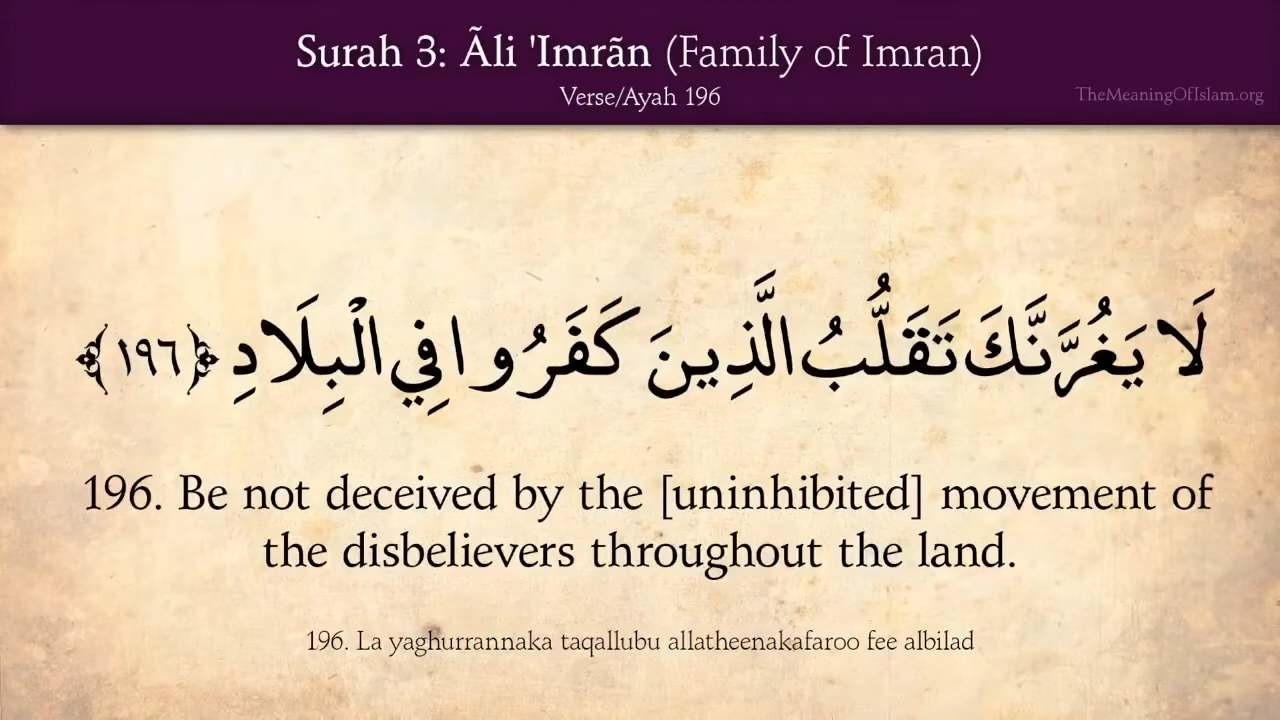 Surah 3: Ãli 'Imrãn (Family of Imran)
Verse/Ayah 196
TheMeaningOfIslam.org
لَا يَغُرَّنَّكَ تَقَلُّبُ الَّذِينَ كَفَرُوا فِي الْبِلَادِ ﴿١٩٦﴾
196. Be not deceived by the [uninhibited] movement of
the disbelievers throughout the land.
196. La yaghurrannaka taqallubu allatheenakafaroo fee albilad